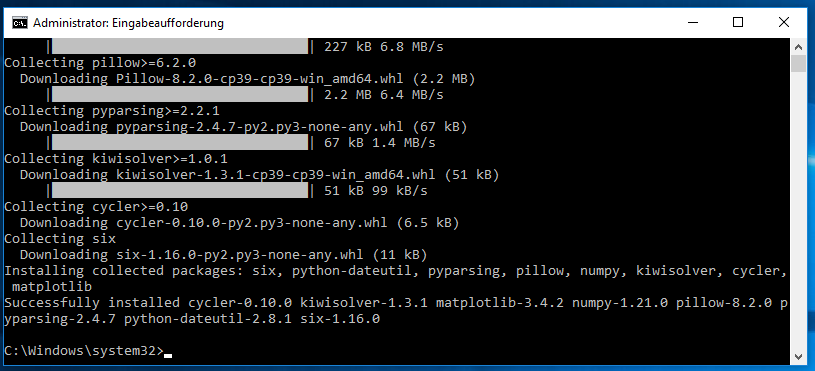 Administrator: Eingabeaufforderung
| | 227 kB 6.8 MB/s
Collecting pillow>=6.2.0
Downloading Pillow-8.2.0-cp39-cp39-win_amd64.whl (2.2 MB)
| | 2.2 MB 6.4 MB/s
Collecting pyparsing>=2.2.1
Downloading pyparsing-2.4.7-py2.py3-none-any.whl (67 kB)
| | 67 kB 1.4 MB/s
Collecting kiwisolver>=1.0.1
Downloading kiwisolver-1.3.1-cp39-cp39-win_amd64.whl (51 kB)
| | 51 kB 99 kB/s
Collecting cycler>=0.10
Downloading cycler-0.10.0-py2.py3-none-any.whl (6.5 kB)
Collecting six
Downloading six-1.16.0-py2.py3-none-any.whl (11 kB)
Installing collected packages: six, python-dateutil, pyparsing, pillow, numpy, kiwisolver, cycler,
matplotlib
Successfully installed cycler-0.10.0 kiwisolver-1.3.1 matplotlib-3.4.2 numpy-1.21.0 pillow-8.2.0 p
yparsing-2.4.7 python-dateutil-2.8.1 six-1.16.0
C:\Windows\system32>